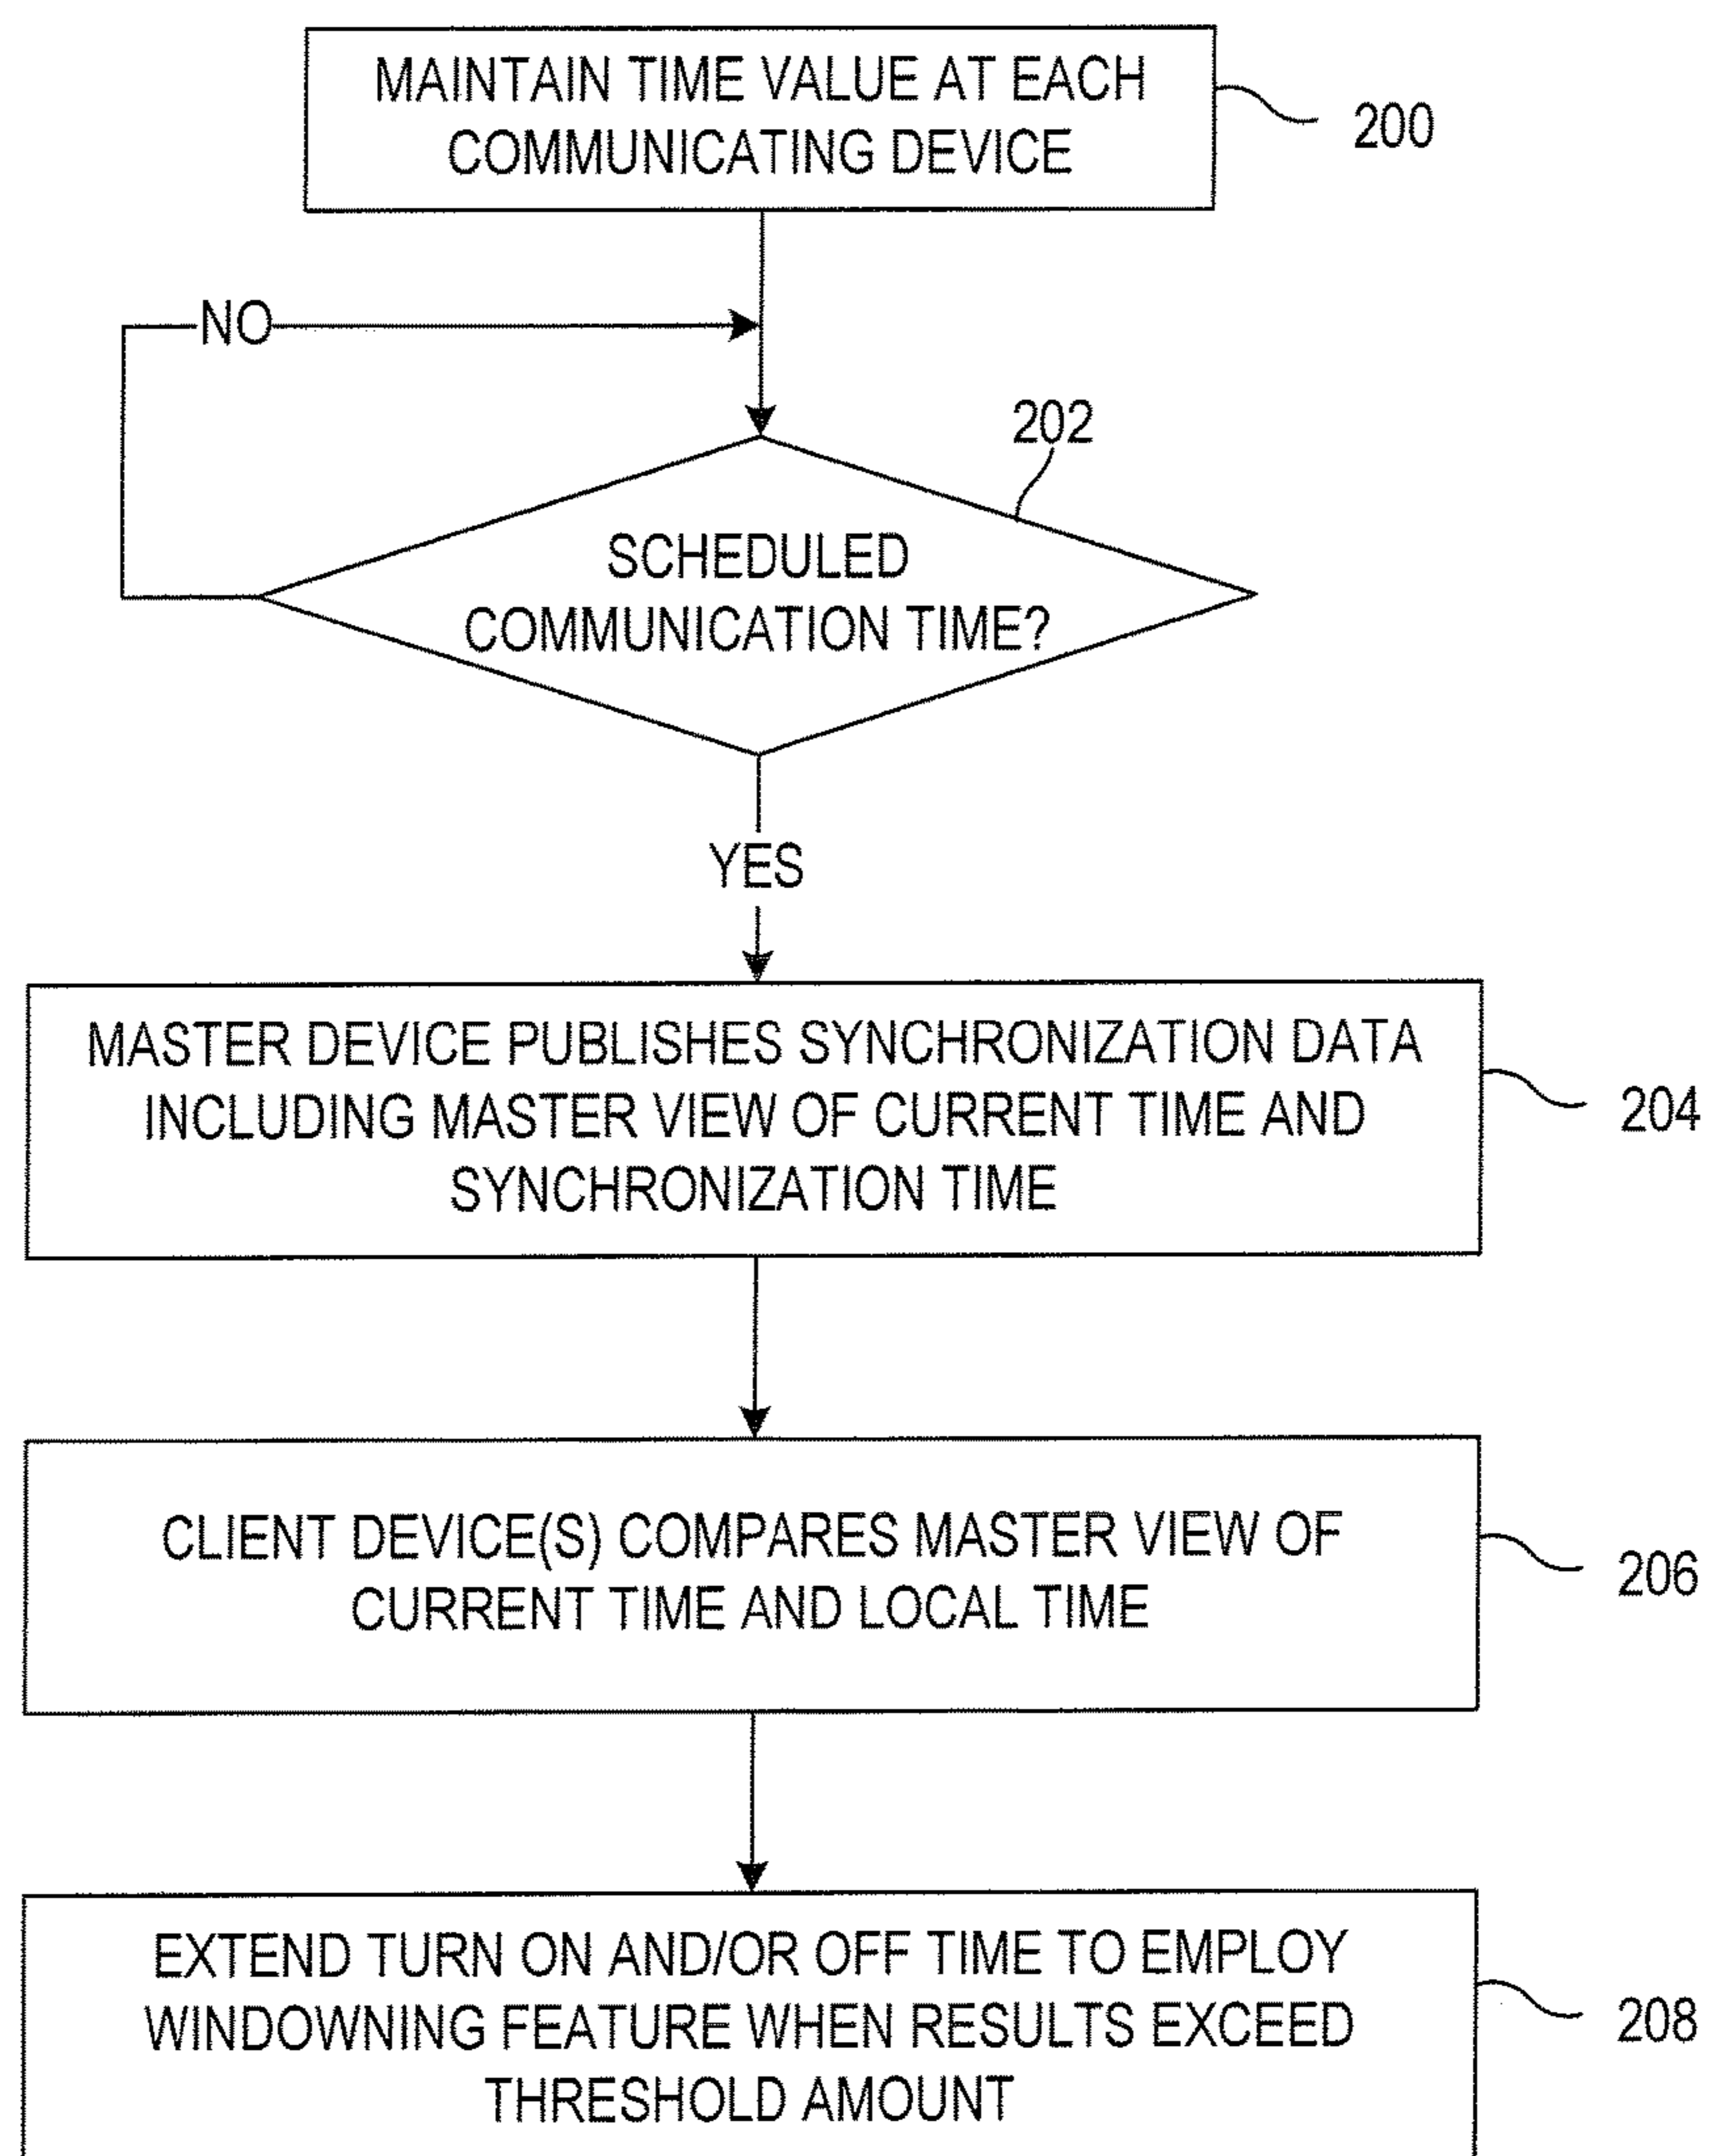 MAINTAIN TIME VALUE AT EACH
COMMUNICATING DEVICE
200
NO
202
SCHEDULED
COMMUNICATION TIME?
YES
MASTER DEVICE PUBLISHES SYNCHRONIZATION DATA
INCLUDING MASTER VIEW OF CURRENT TIME AND
SYNCHRONIZATION TIME
204
CLIENT DEVICE(S) COMPARES MASTER VIEW OF
CURRENT TIME AND LOCAL TIME
206
EXTEND TURN ON AND/OR OFF TIME TO EMPLOY
WINDOWNING FEATURE WHEN RESULTS EXCEED
THRESHOLD AMOUNT
208